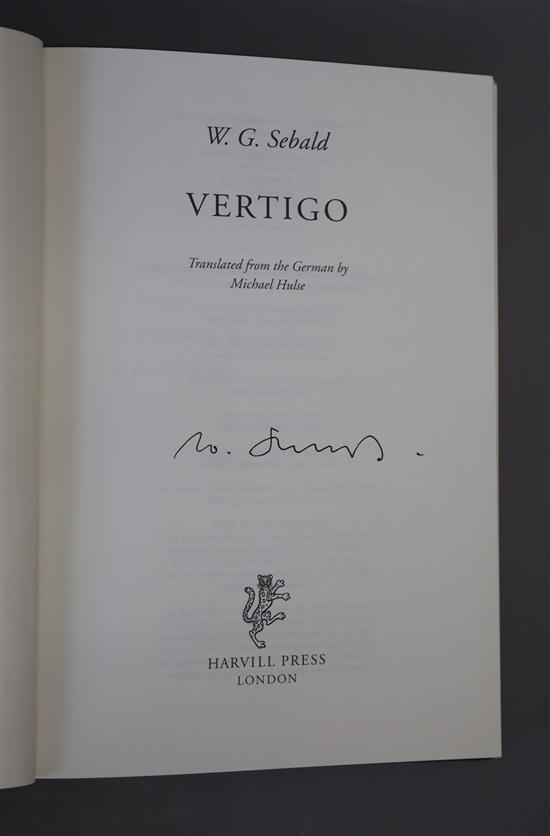 W. G. Sebald
VERTIGO
Translated from the German by
Michael Hulse
HARVILL PRESS
LONDON